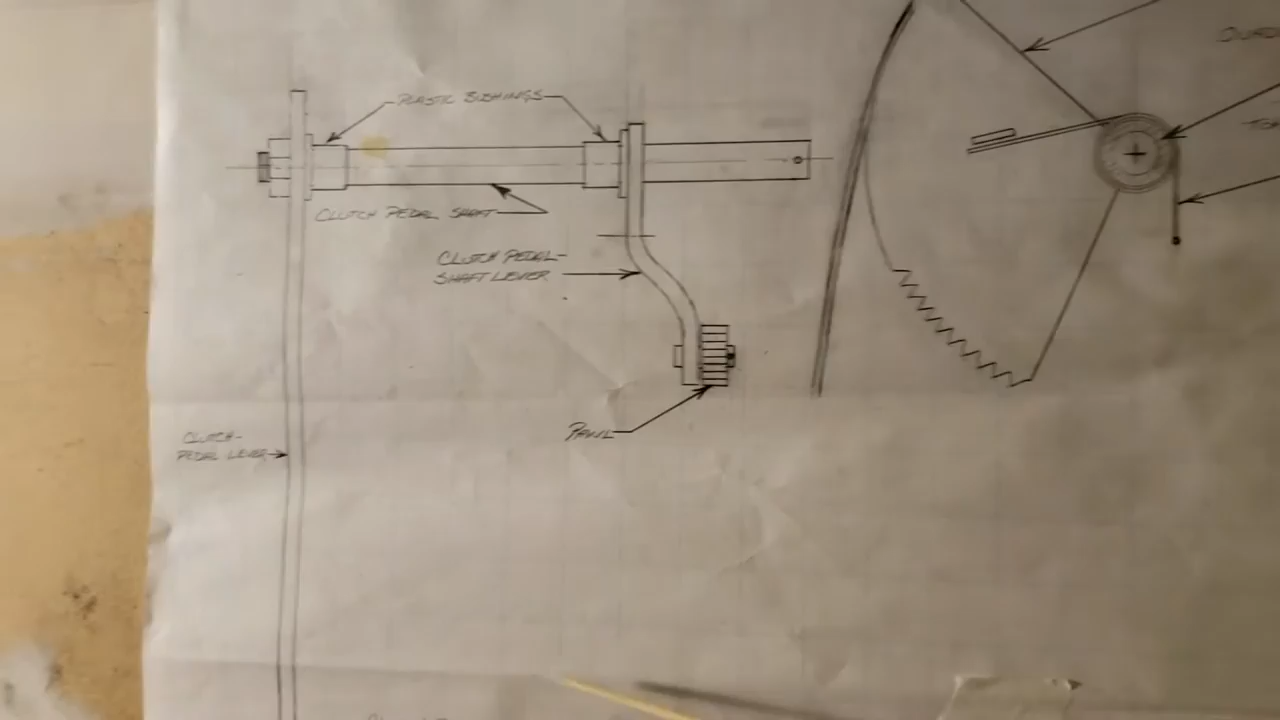 PLASTIC BUSHINGS
CLUTCH PEDAL SHAFT
CLUTCH PEDAL-
SHAFT LEVER
PAWL
CLUTCH-
PEDAL LEVER